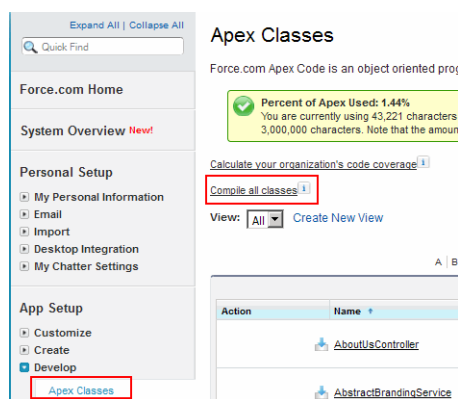 Expand All | Collapse All
Quick Find
Force.com Home
System Overview New!
Personal Setup
My Personal Information
Email
Import
Desktop Integration
My Chatter Settings
App Setup
Customize
Create
Develop
Apex Classes
Apex Classes
Force.com Apex Code is an object oriented prog
Percent of Apex Used: 1.44%
You are currently using 43,221 characters
3,000,000 characters. Note that the amoun
Calculate your organization's code coverage i
Compile all classes i
View: All Create New View
A | B
Action Name
AboutUsController
AbstractBrandingService